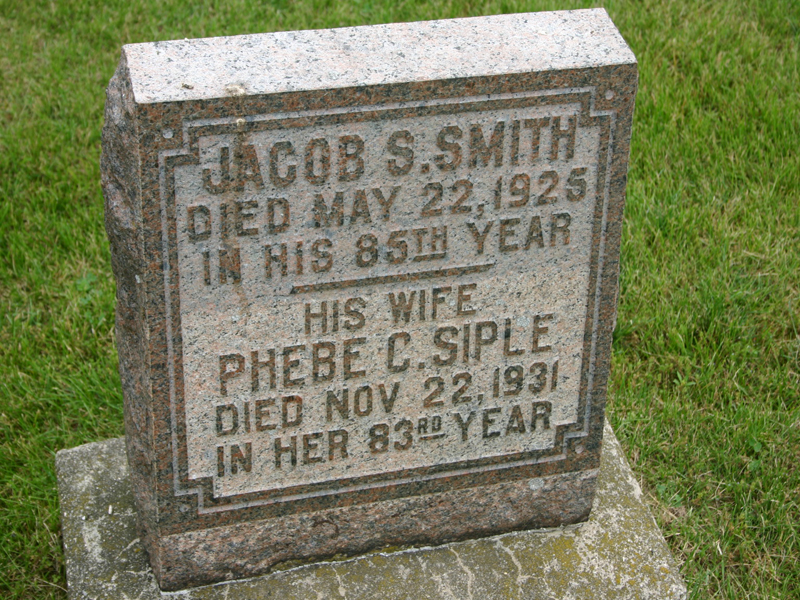 JACOB S. SMITH
DIED MAY 22, 1925
IN HIS 85TH YEAR
HIS WIFE
PHEBE C. SIPLE
DIED NOV 22, 1931
IN HER 83RD YEAR